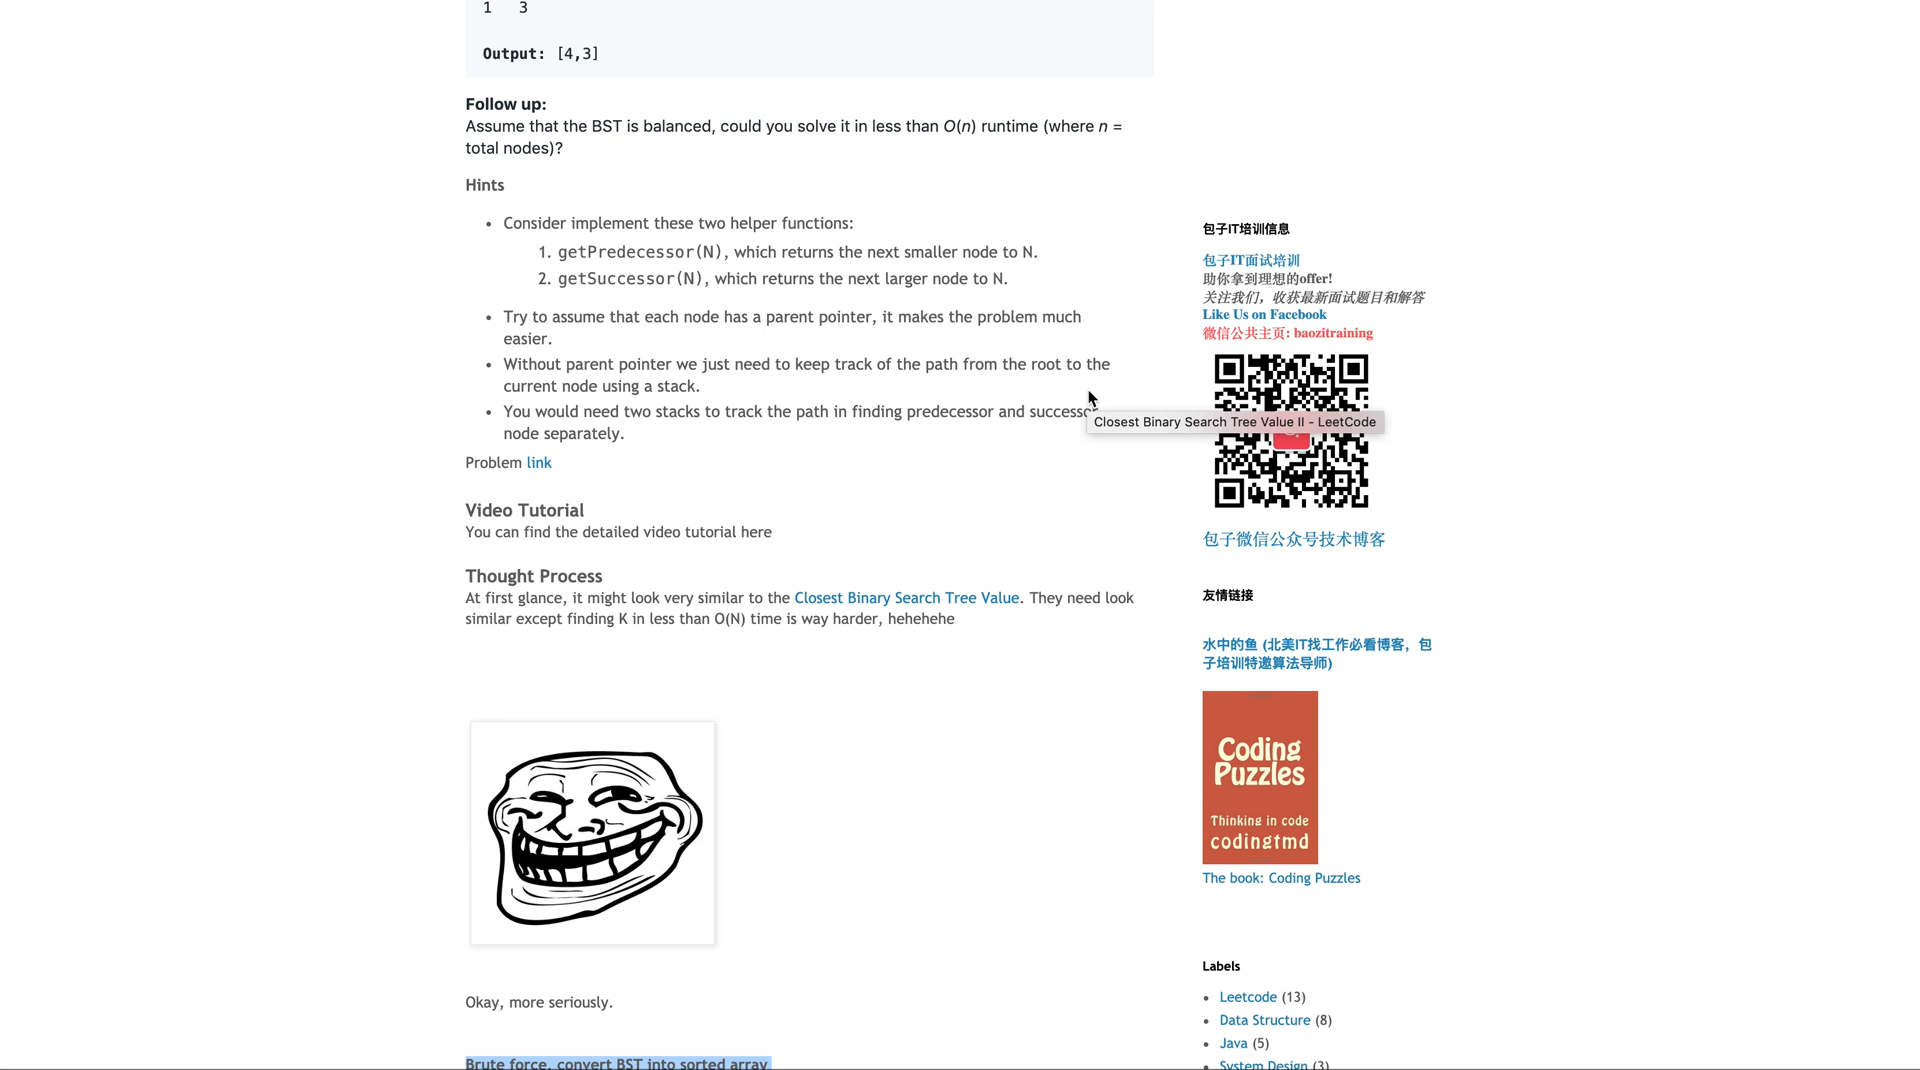 1   3
Output: [4,3]
Follow up:
Assume that the BST is balanced, could you solve it in less than O(n) runtime (where n =
total nodes)?
Hints
• Consider implement these two helper functions:
1. getPredecessor(N), which returns the next smaller node to N.
2. getSuccessor(N), which returns the next larger node to N.
• Try to assume that each node has a parent pointer, it makes the problem much
easier.
• Without parent pointer we just need to keep track of the path from the root to the
current node using a stack.
• You would need two stacks to track the path in finding predecessor and successor
node separately.
Problem link
Video Tutorial
You can find the detailed video tutorial here
Thought Process
At first glance, it might look very similar to the Closest Binary Search Tree Value. They need look
similar except finding K in less than O(N) time is way harder, hehehehe
Okay, more seriously.
Brute force, convert BST into sorted array
包子IT培训信息
包子IT面试培训
助你拿到理想的offer!
关注我们，收获最新面试题目和解答
Like Us on Facebook
微信公共主页: baozitraining
Closest Binary Search Tree Value II - LeetCode
包子微信公众号技术博客
友情链接
水中的鱼 (北美IT找工作必看博客，包
子培训特邀算法导师)
Coding
Puzzles
Thinking in code
codingtmd
The book: Coding Puzzles
Labels
• Leetcode (13)
• Data Structure (8)
• Java (5)
• System Design (3)